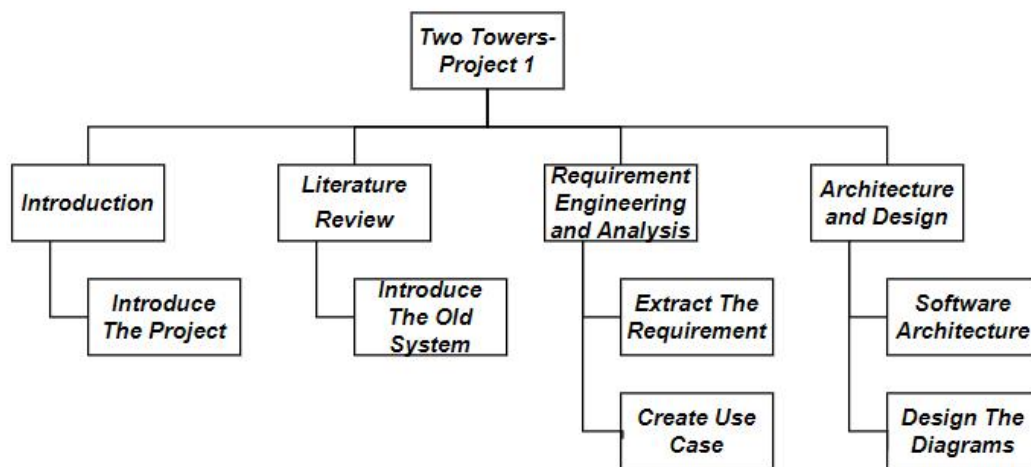 Two Towers-
Project 1
Introduction
Literature
Review
Requirement
Engineering
and Analysis
Architecture
and Design
Introduce
The Project
Introduce
The Old
System
Extract The
Requirement
Software
Architecture
Create Use
Case
Design The
Diagrams